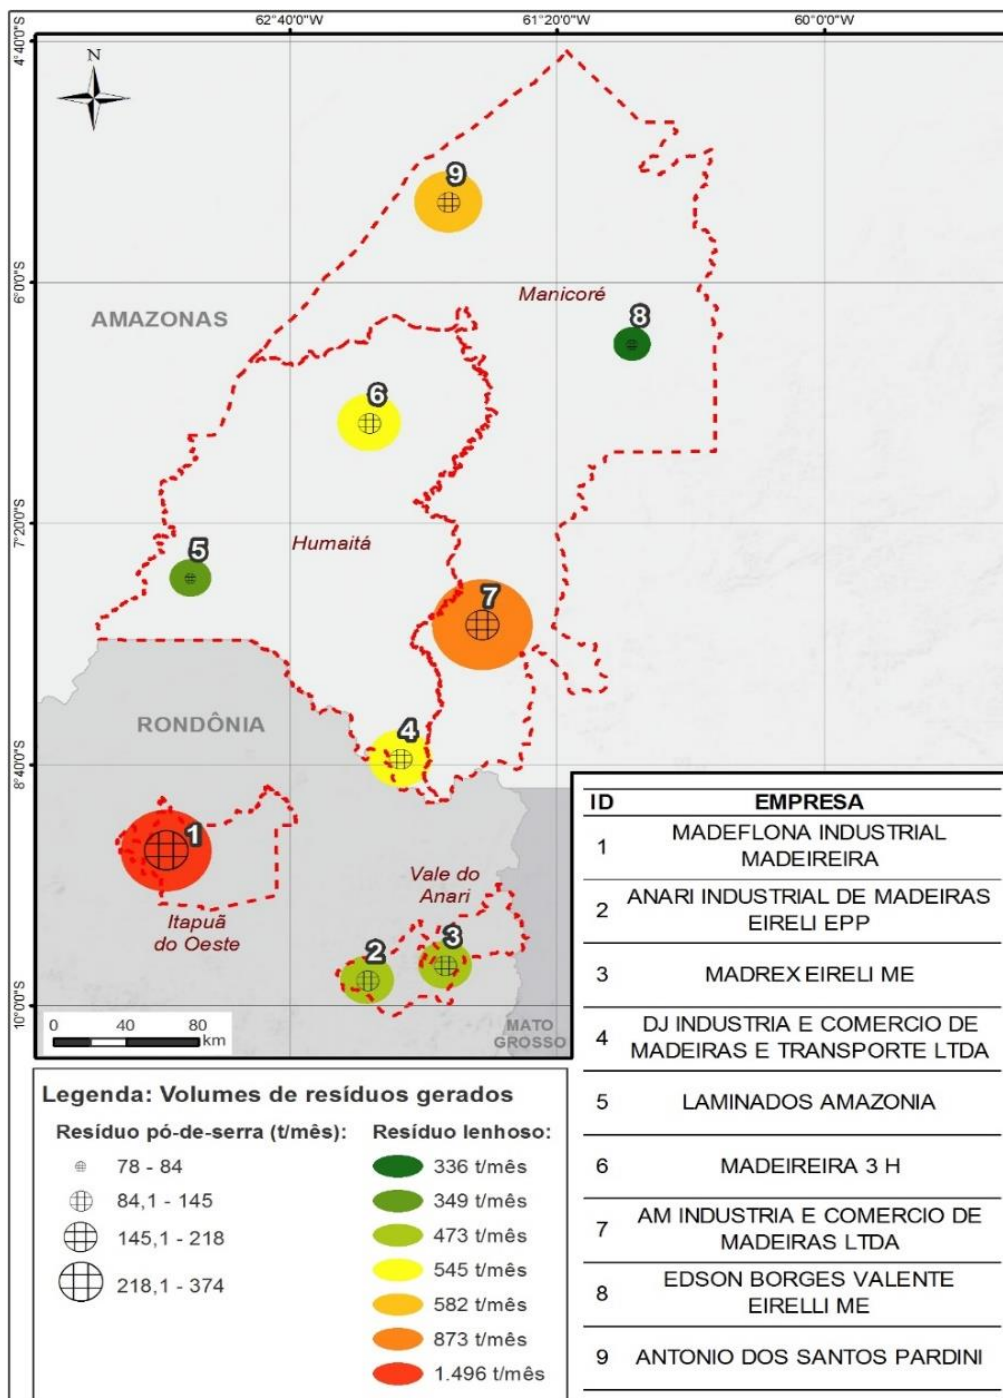 62°40'0"W
61°20'0"W
60°0'0"W
4°40'0"S
N
9
6°0'0"S
Manicoré
AMAZONAS
8
6
7°20'0"S
Humaitá
5
7
RONDÔNIA
4
8°40'0"S
1
Vale do
Anari
Itapuã
do Oeste
2
3
10°0'0"S
MATO
GROSSO
0 40 80
km
ID EMPRESA
1 MADEFLONA INDUSTRIAL
MADEIREIRA
2 ANARI INDUSTRIAL DE MADEIRAS
EIRELI EPP
3 MADREX EIRELI ME
4 DJ INDUSTRIA E COMERCIO DE
MADEIRAS E TRANSPORTE LTDA
5 LAMINADOS AMAZONIA
6 MADEIREIRA 3 H
7 AM INDUSTRIA E COMERCIO DE
MADEIRAS LTDA
8 EDSON BORGES VALENTE
EIRELLI ME
9 ANTONIO DOS SANTOS PARDINI
Legenda: Volumes de resíduos gerados
Resíduo pó-de-serra (t/mês):
78 - 84
84,1 - 145
145,1 - 218
218,1 - 374
Resíduo lenhoso:
336 t/mês
349 t/mês
473 t/mês
545 t/mês
582 t/mês
873 t/mês
1.496 t/mês